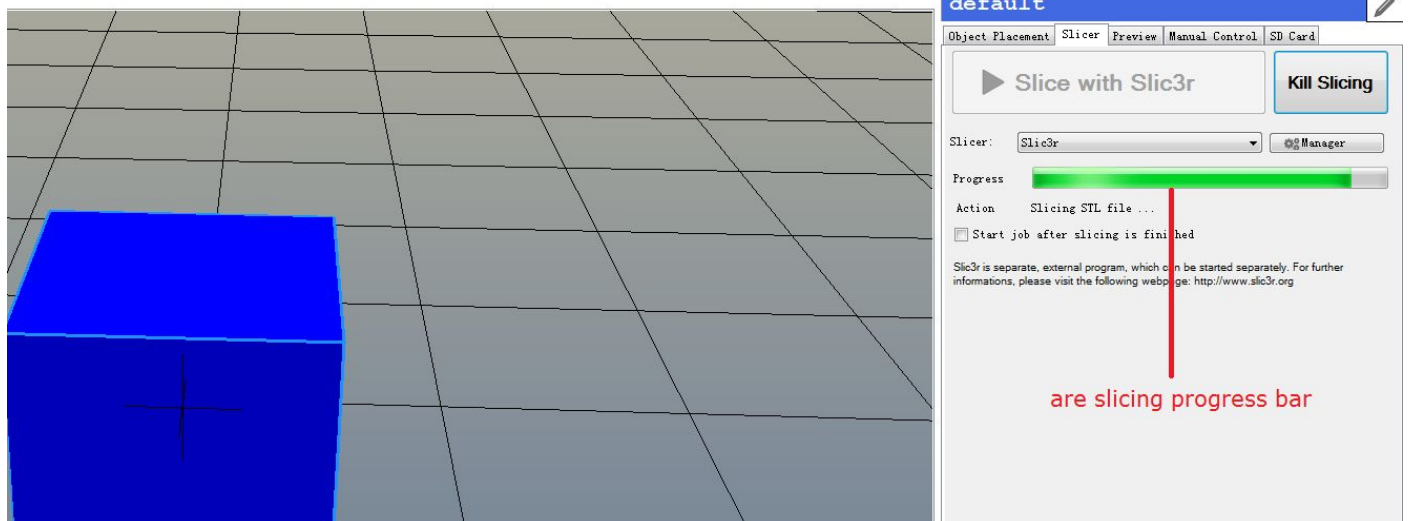 default
Object Placement Slicer Preview Manual Control SD Card
Slice with Slic3r Kill Slicing
Slicer: Slic3r Manager
Progress
Action Slicing STL file ...
Start job after slicing is finished
Slic3r is separate, external program, which can be started separately. For further
informations, please visit the following webpage: http://www.slic3r.org
are slicing progress bar